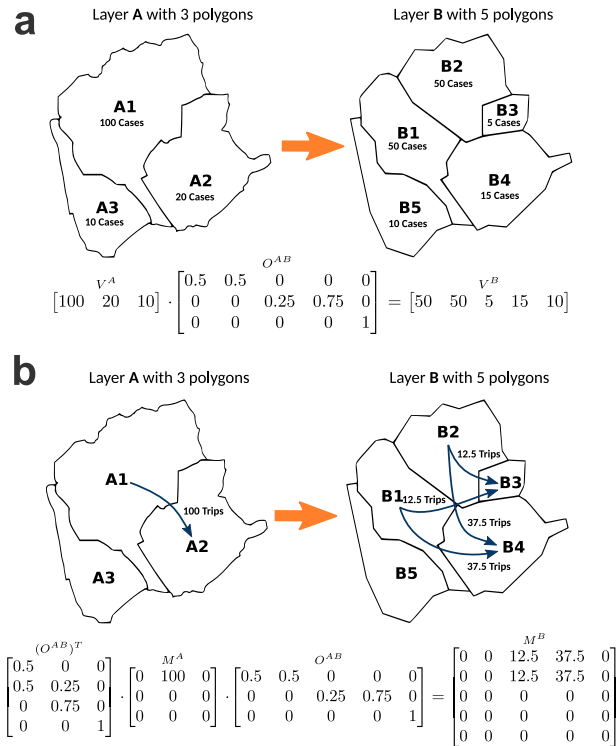 a
Layer A with 3 polygons
Layer B with 5 polygons
A1
100 Cases
A2
20 Cases
A3
10 Cases
B2
50 Cases
B3
5 Cases
B1
50 Cases
B4
15 Cases
B5
10 Cases
V^A O^{AB} V^B
[100 20 10] · [0.5 0.5 0 0 0
0 0 0.25 0.75 0
0 0 0 0 1] = [50 50 5 15 10]
b
Layer A with 3 polygons
Layer B with 5 polygons
A1
100 Trips
A2
A3
B2
12.5 Trips
B3
B1
12.5 Trips
37.5 Trips
B4
37.5 Trips
B5
(O^{AB})^T
[0.5 0 0
0.5 0.25 0
0 0.75 0
0 0 1]
·
M^A
[0 100 0
0 0 0
0 0 0]
·
O^{AB}
[0.5 0.5 0 0 0
0 0 0.25 0.75 0
0 0 0 0 1]
=
M^B
[0 0 12.5 37.5 0
0 0 12.5 37.5 0
0 0 0 0 0
0 0 0 0 0
0 0 0 0 0]